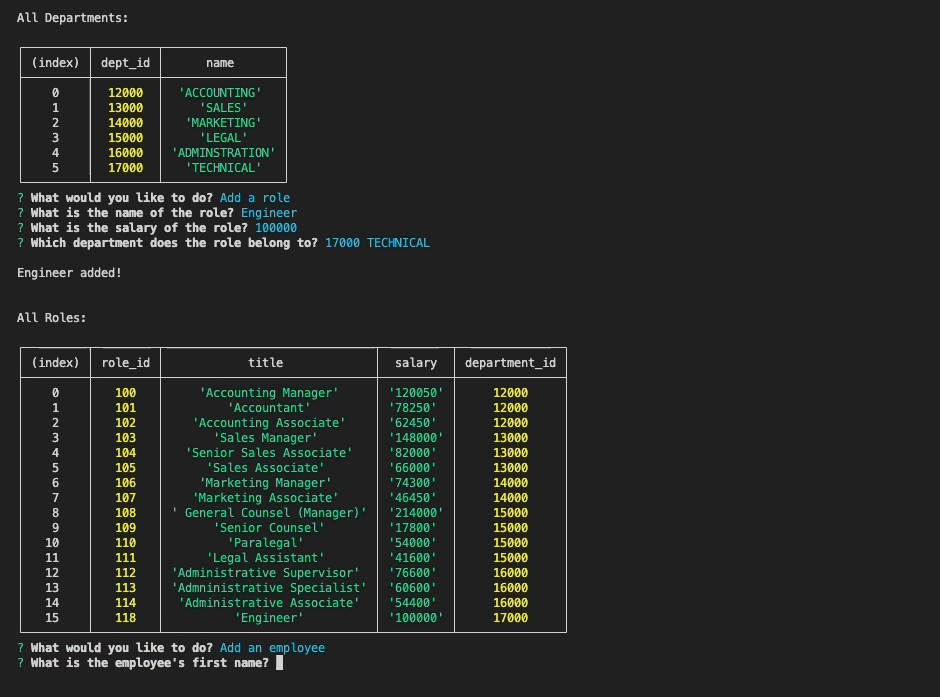 All Departments:
(index) dept_id name
0 12000 'ACCOUNTING'
1 13000 'SALES'
2 14000 'MARKETING'
3 15000 'LEGAL'
4 16000 'ADMINSTRATION'
5 17000 'TECHNICAL'
? What would you like to do? Add a role
? What is the name of the role? Engineer
? What is the salary of the role? 100000
? Which department does the role belong to? 17000 TECHNICAL
Engineer added!
All Roles:
(index) role_id title salary department_id
0 100 'Accounting Manager' '120050' 12000
1 101 'Accountant' '78250' 12000
2 102 'Accounting Associate' '62450' 12000
3 103 'Sales Manager' '148000' 13000
4 104 'Senior Sales Associate' '82000' 13000
5 105 'Sales Associate' '66000' 13000
6 106 'Marketing Manager' '74300' 14000
7 107 'Marketing Associate' '46450' 14000
8 108 ' General Counsel (Manager)' '214000' 15000
9 109 'Senior Counsel' '17800' 15000
10 110 'Paralegal' '54000' 15000
11 111 'Legal Assistant' '41600' 15000
12 112 'Administrative Supervisor' '76600' 16000
13 113 'Admninistrative Specialist' '60600' 16000
14 114 'Administrative Associate' '54400' 16000
15 118 'Engineer' '100000' 17000
? What would you like to do? Add an employee
? What is the employee's first name?